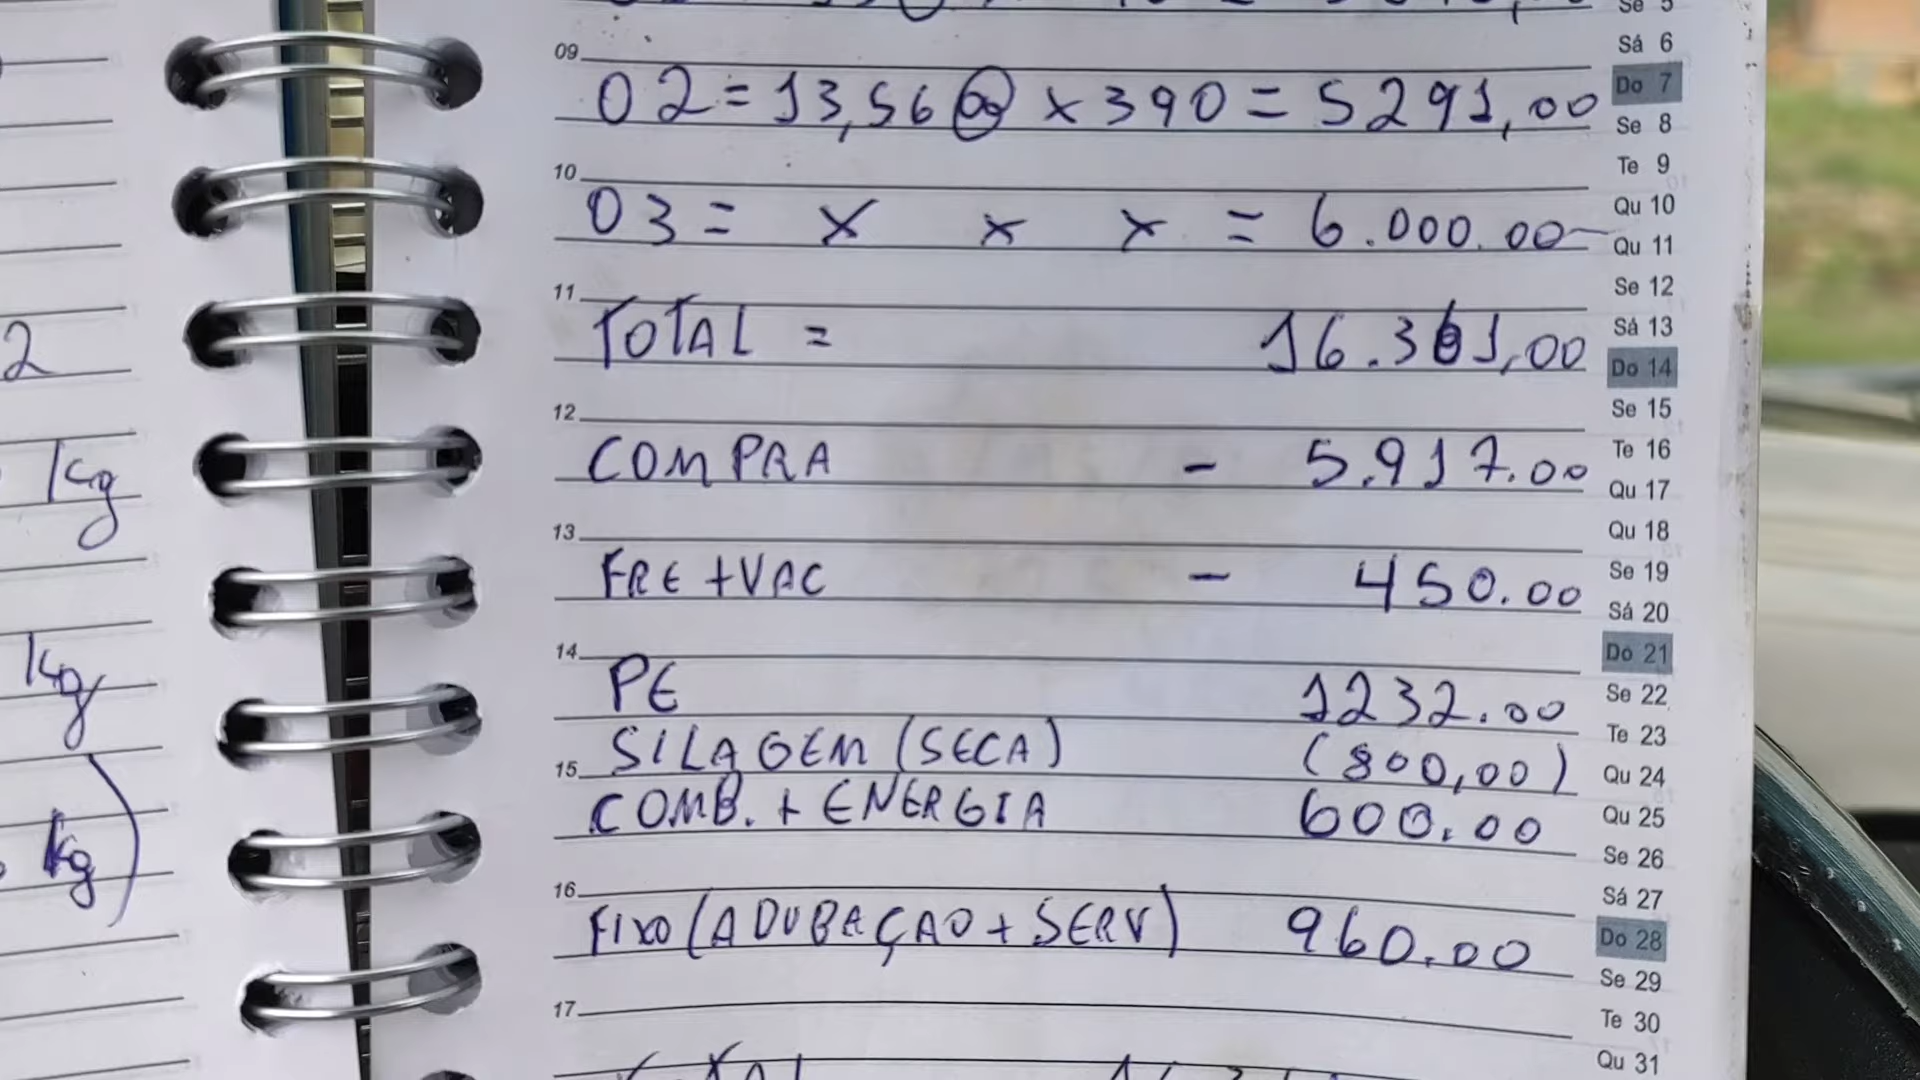 Se 5
Sá 6
09
Do 7
02 = 13,56 @ x 390 = 5291,00
Se 8
Te 9
10
Qu 10
03 = x x x = 6.000.00
Qu 11
Se 12
11
Sá 13
TOTAL = 16.361,00
Do 14
2
Se 15
12
Te 16
COMPRA - 5.917.00
Kg
Qu 17
Qu 18
13
Se 19
FRE + VAC - 450.00
Sá 20
14
Do 21
Kg
PE 1232.00
Se 22
Te 23
SILAGEM (SECA) (800,00)
15
Qu 24
COMB. + ENERGIA 600.00
Qu 25
Kg)
Se 26
16
Sá 27
FIXO (ADUBAÇAO + SERV) 960.00
Do 28
Se 29
17
Te 30
Qu 31